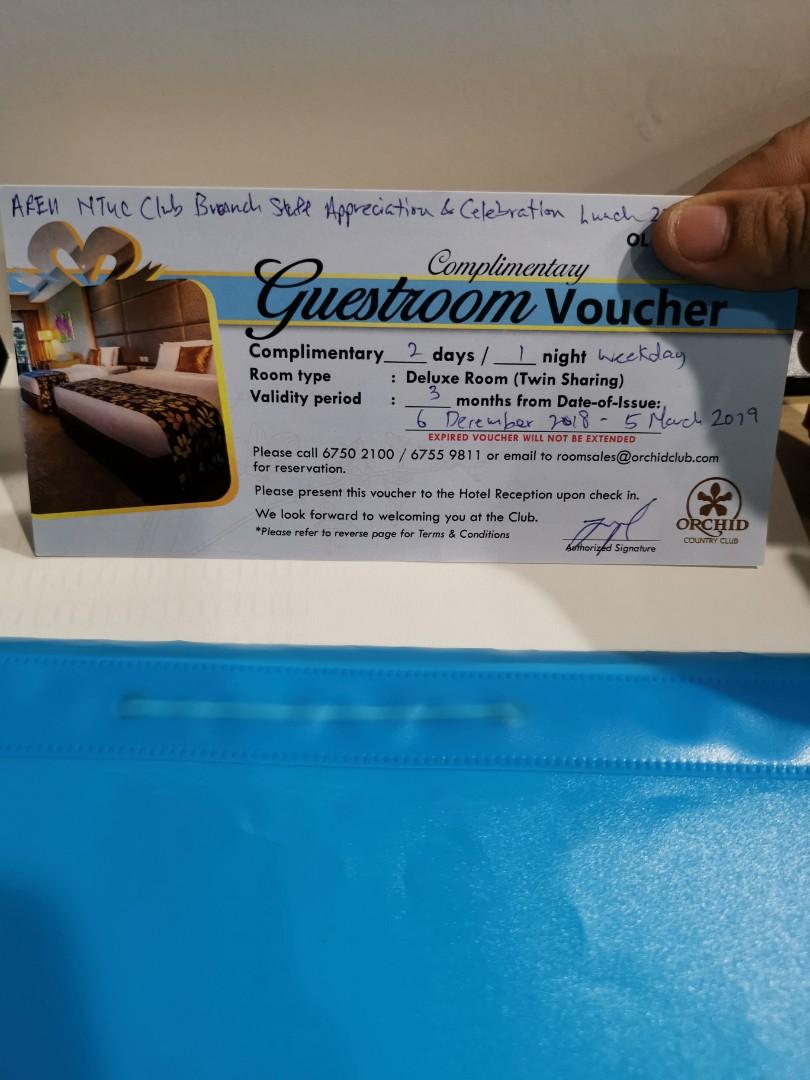 NTUC Club Branch Staff Appreciation & Celebration Lunch
OL
Complimentary
Guestroom Voucher
Complimentary 2 days / 1 night weekday
Room type : Deluxe Room (Twin Sharing)
Validity period : 3 months from Date-of-Issue:
6 December 2018 - 5 March 2019
EXPIRED VOUCHER WILL NOT BE EXTENDED
Please call 6750 2100 / 6755 9811 or email to roomsales@orchidclub.com
for reservation.
Please present this voucher to the Hotel Reception upon check in.
We look forward to welcoming you at the Club.
*Please refer to reverse page for Terms & Conditions
Authorized Signature
ORCHID
COUNTRY CLUB